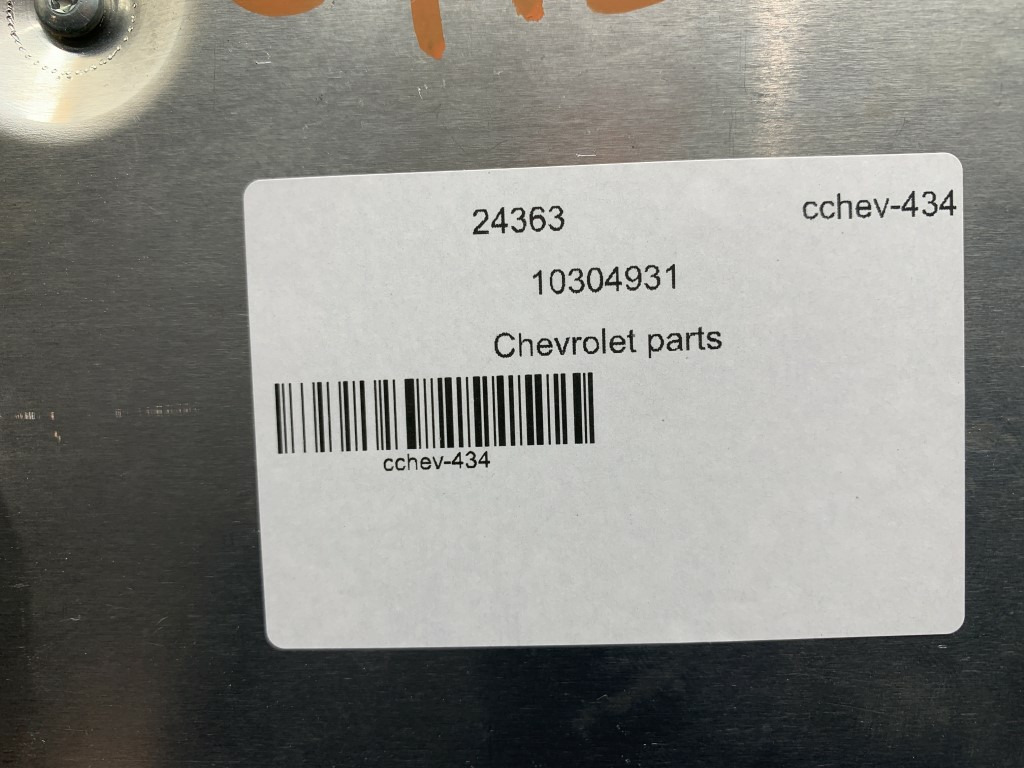 24363 cchev-434
10304931
Chevrolet parts
cchev-434